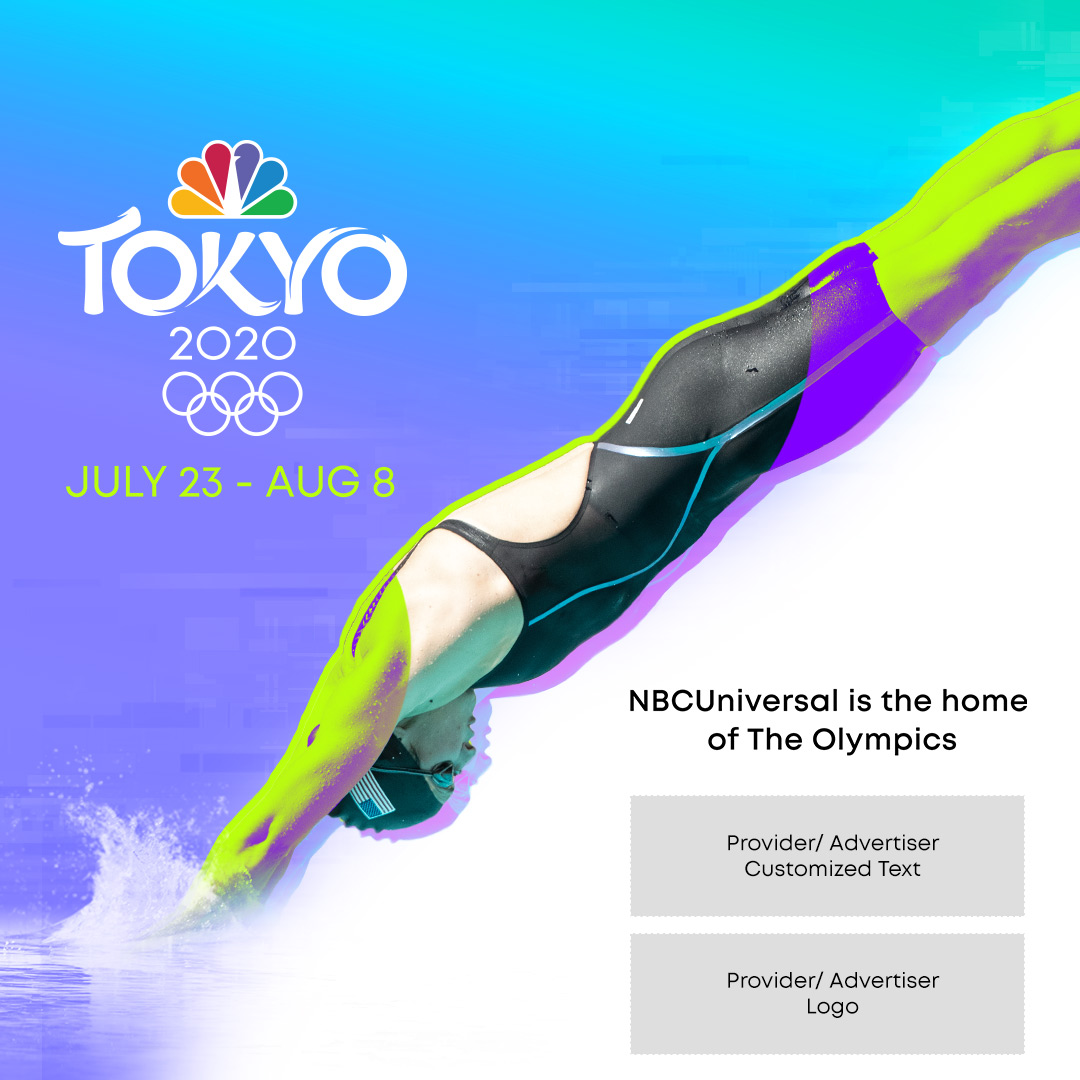 TOKYO
2020
JULY 23 - AUG 8
NBCUniversal is the home
of The Olympics
Provider/ Advertiser
Customized Text
Provider/ Advertiser
Logo